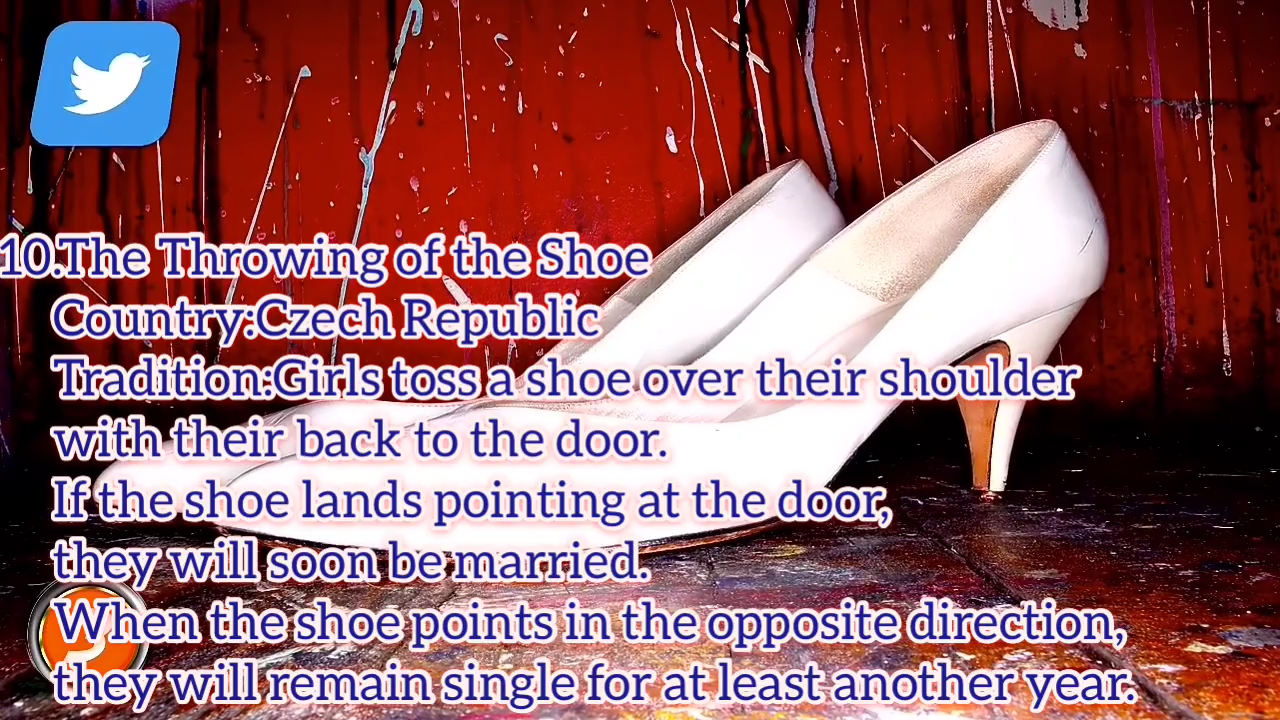 10.The Throwing of the Shoe
Country:Czech Republic
Tradition:Girls toss a shoe over their shoulder
with their back to the door.
If the shoe lands pointing at the door,
they will soon be married.
When the shoe points in the opposite direction,
they will remain single for at least another year.